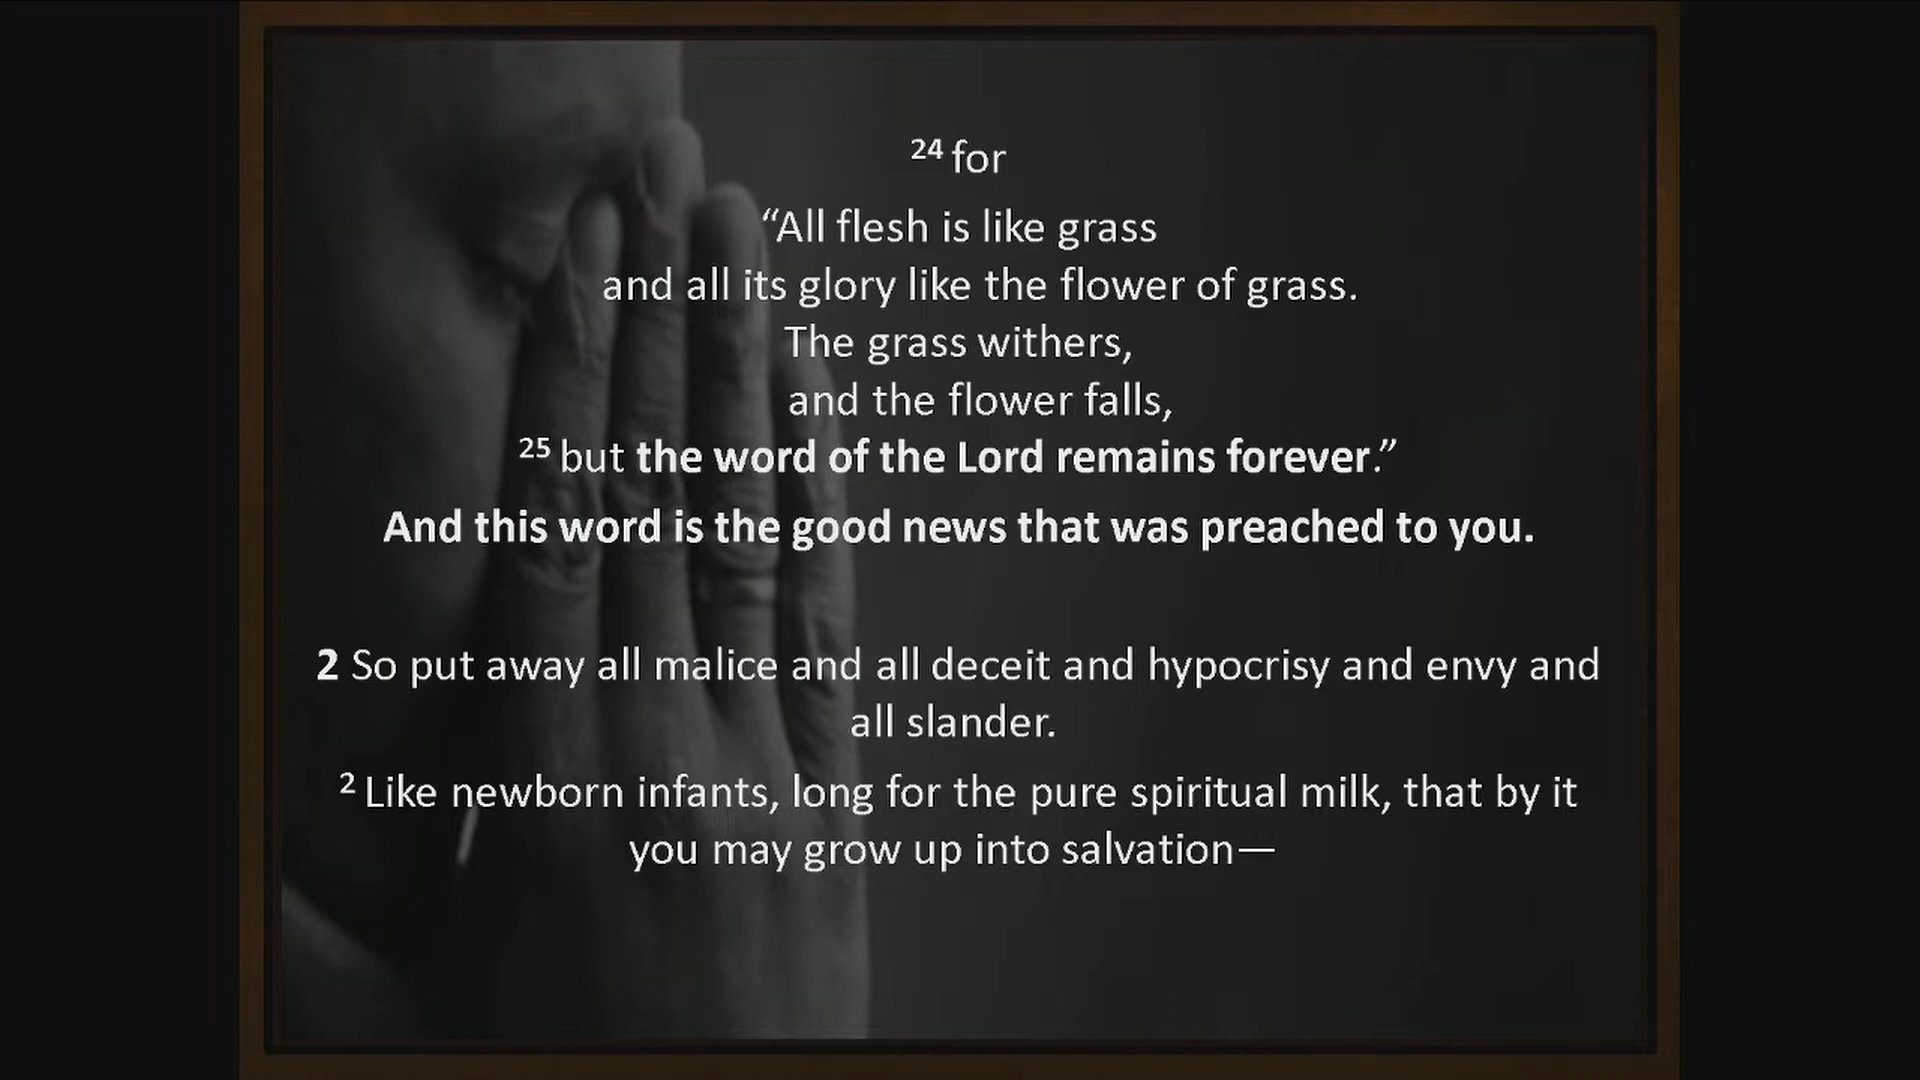 24 for
“All flesh is like grass
and all its glory like the flower of grass.
The grass withers,
and the flower falls,
25 but the word of the Lord remains forever.”
And this word is the good news that was preached to you.
2 So put away all malice and all deceit and hypocrisy and envy and
all slander.
2 Like newborn infants, long for the pure spiritual milk, that by it
you may grow up into salvation—